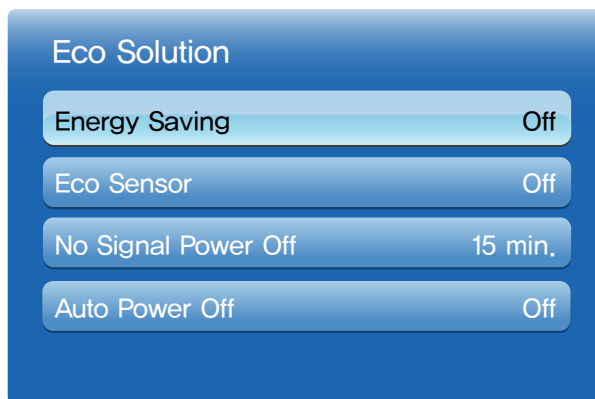 Eco Solution
Energy Saving Off
Eco Sensor Off
No Signal Power Off 15 min.
Auto Power Off Off